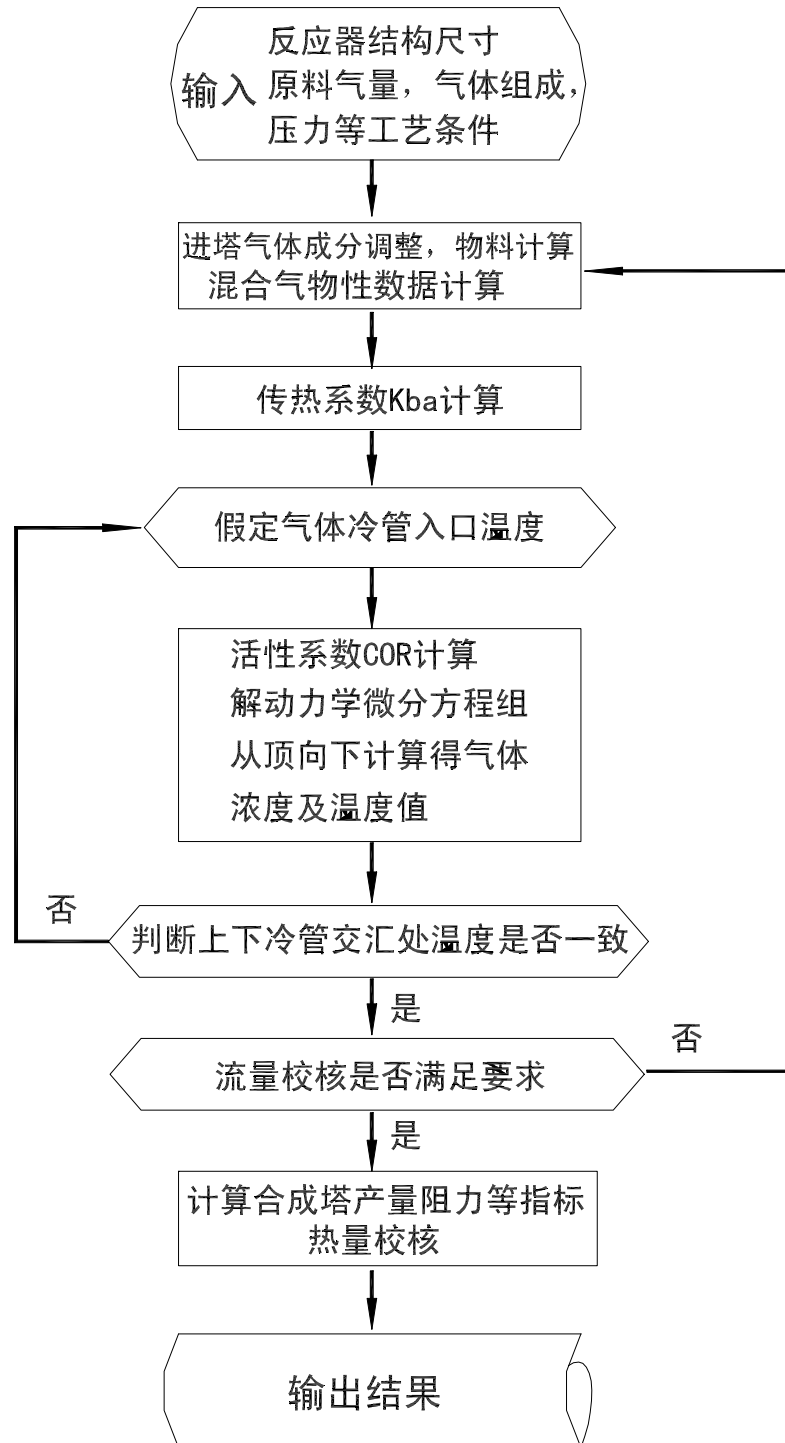 反应器结构尺寸
输入 原料气量，气体组成，
压力等工艺条件
进塔气体成分调整，物料计算
混合气物性数据计算
传热系数Kba计算
假定气体冷管入口温度
活性系数COR计算
解动力学微分方程组
从顶向下计算得气体
浓度及温度值
否
判断上下冷管交汇处温度是否一致
是
否
流量校核是否满足要求
是
计算合成塔产量阻力等指标
热量校核
输出结果